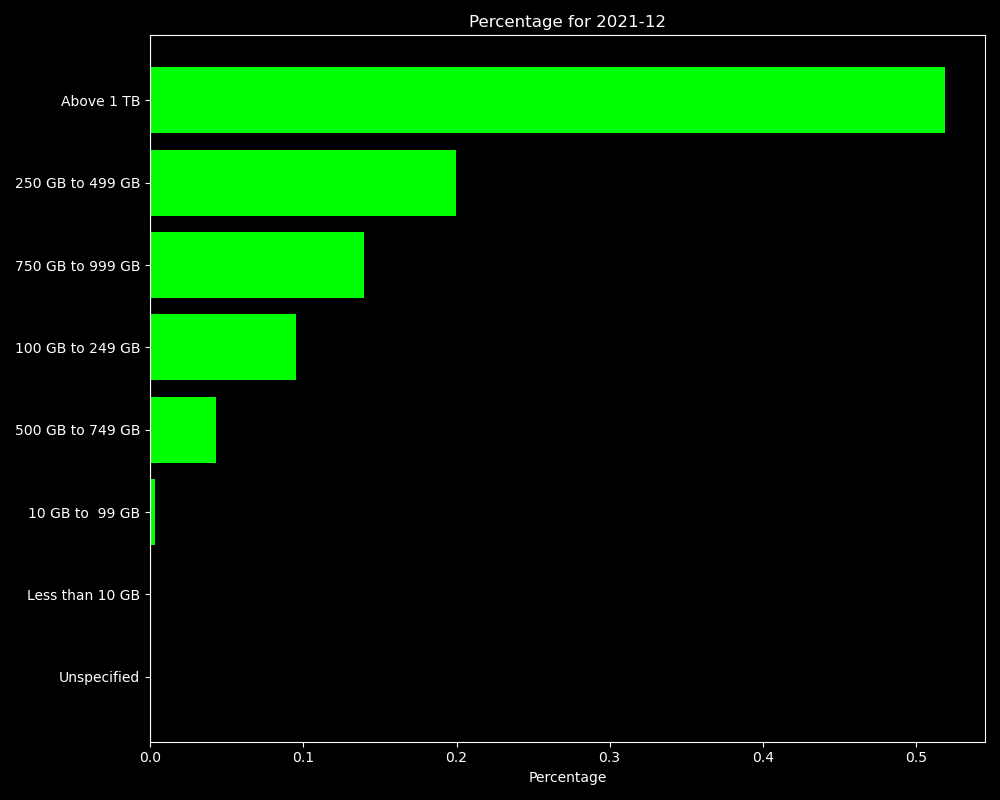 Percentage for 2021-12
Above 1 TB
250 GB to 499 GB
750 GB to 999 GB
100 GB to 249 GB
500 GB to 749 GB
10 GB to  99 GB
Less than 10 GB
Unspecified
0.0 0.1 0.2 0.3 0.4 0.5
Percentage